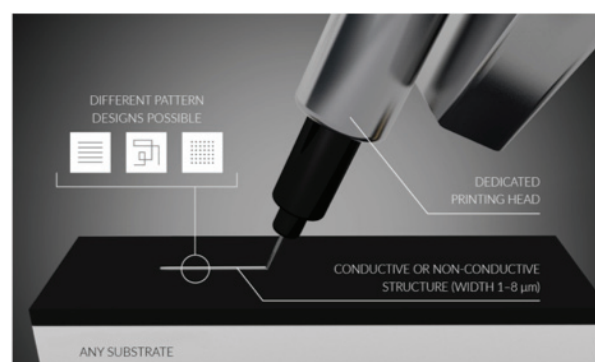 DIFFERENT PATTERN
DESIGNS POSSIBLE
DEDICATED
PRINTING HEAD
CONDUCTIVE OR NON-CONDUCTIVE
STRUCTURE (WIDTH 1–8 µm)
ANY SUBSTRATE